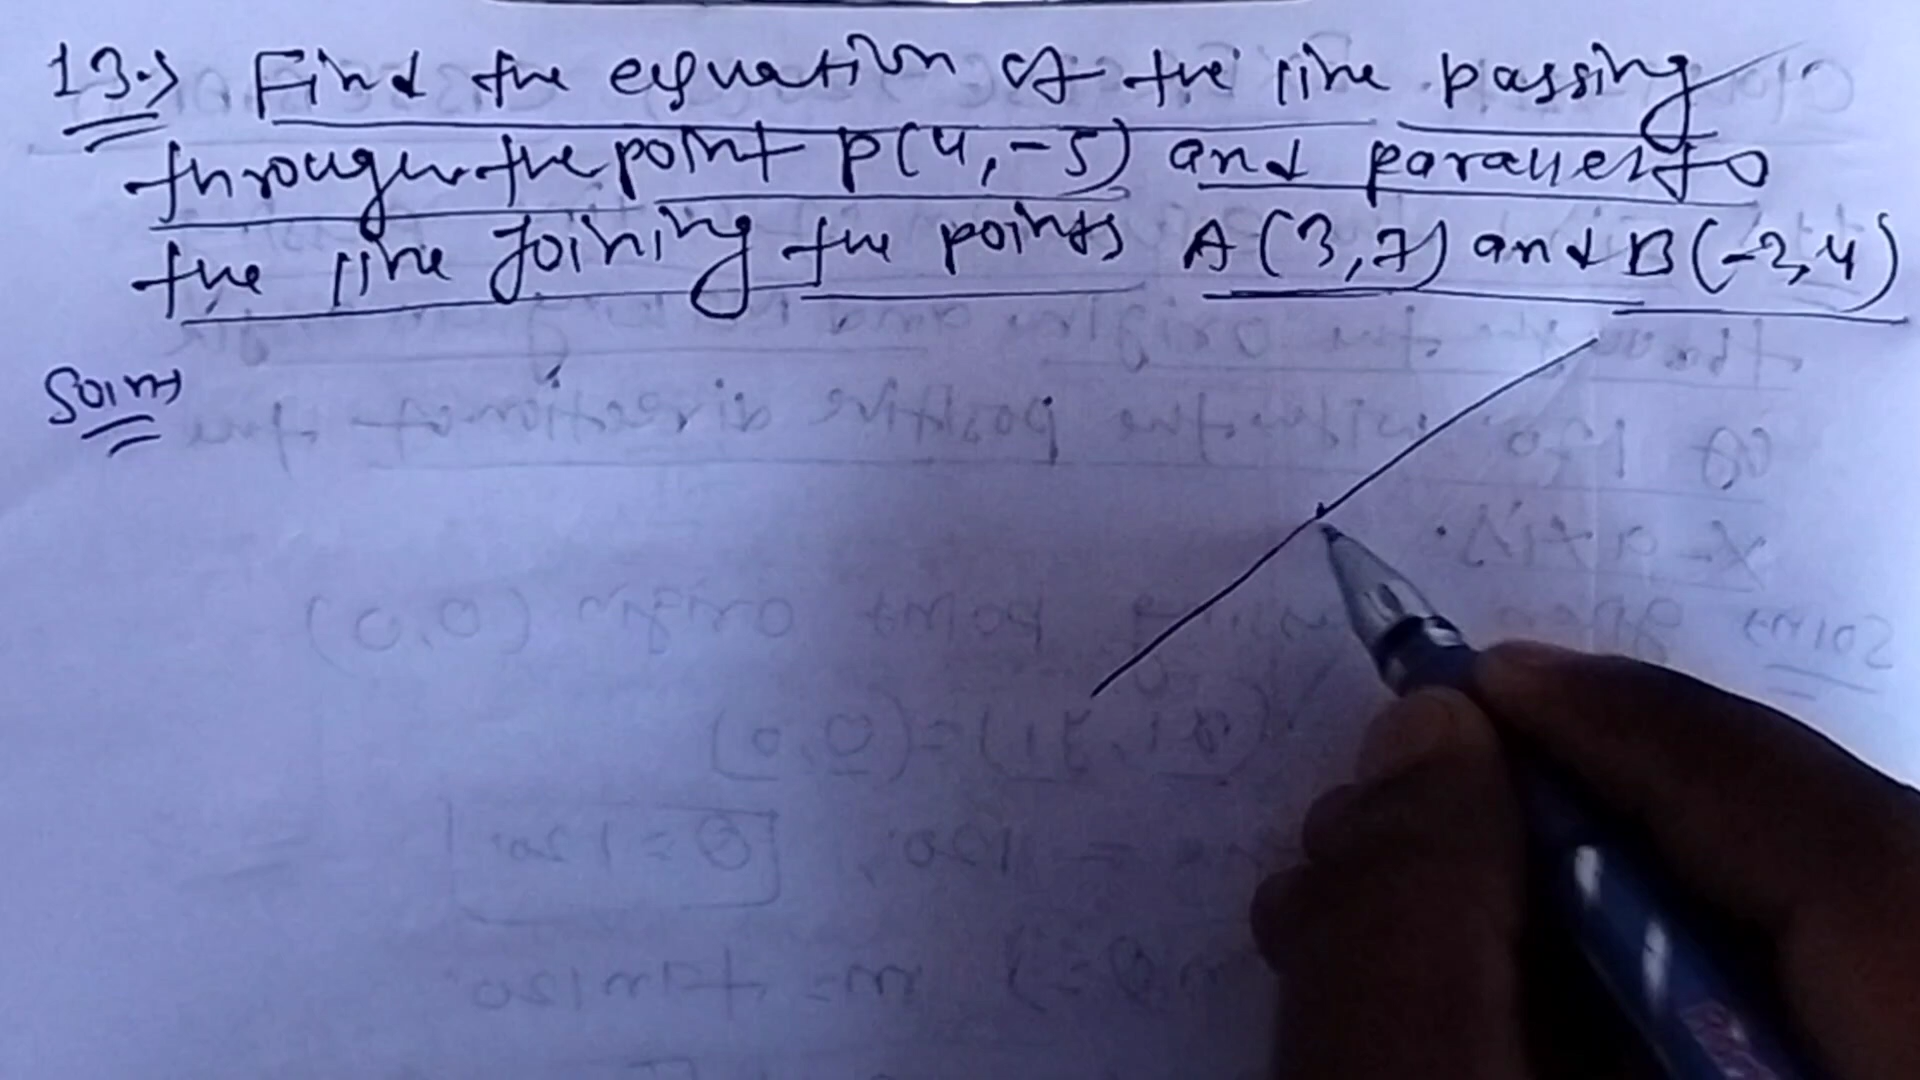 13.> Find the equation of the line passing
through the point P(4,-5) and parallel to
the line joining the points A(3,7) and B(-2,4)
Soln